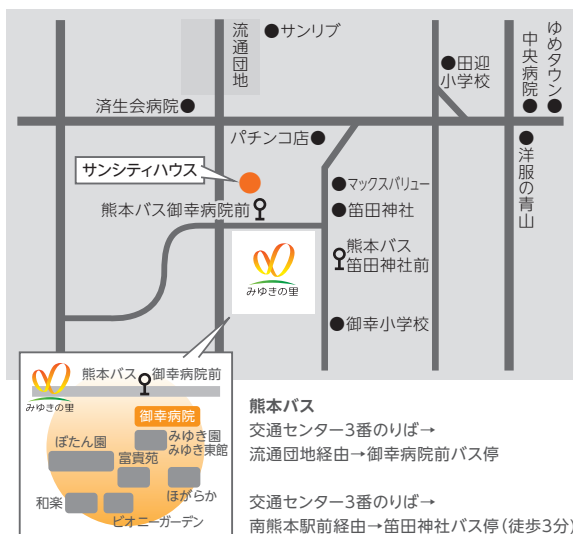 流通団地
サンリブ
田迎
小学校
中央病院
ゆめタウン
済生会病院
パチンコ店
洋服の青山
サンシティハウス
マックスバリュー
熊本バス御幸病院前
笛田神社
熊本バス
笛田神社前
みゆきの里
御幸小学校
熊本バス 御幸病院前
みゆきの里
御幸病院
ぼたん園
みゆき園
みゆき東館
富貴苑
ほがらか
和楽
ピオニーガーデン
熊本バス
交通センター3番のりば→
流通団地経由→御幸病院前バス停
交通センター3番のりば→
南熊本駅前経由→笛田神社バス停(徒歩3分)